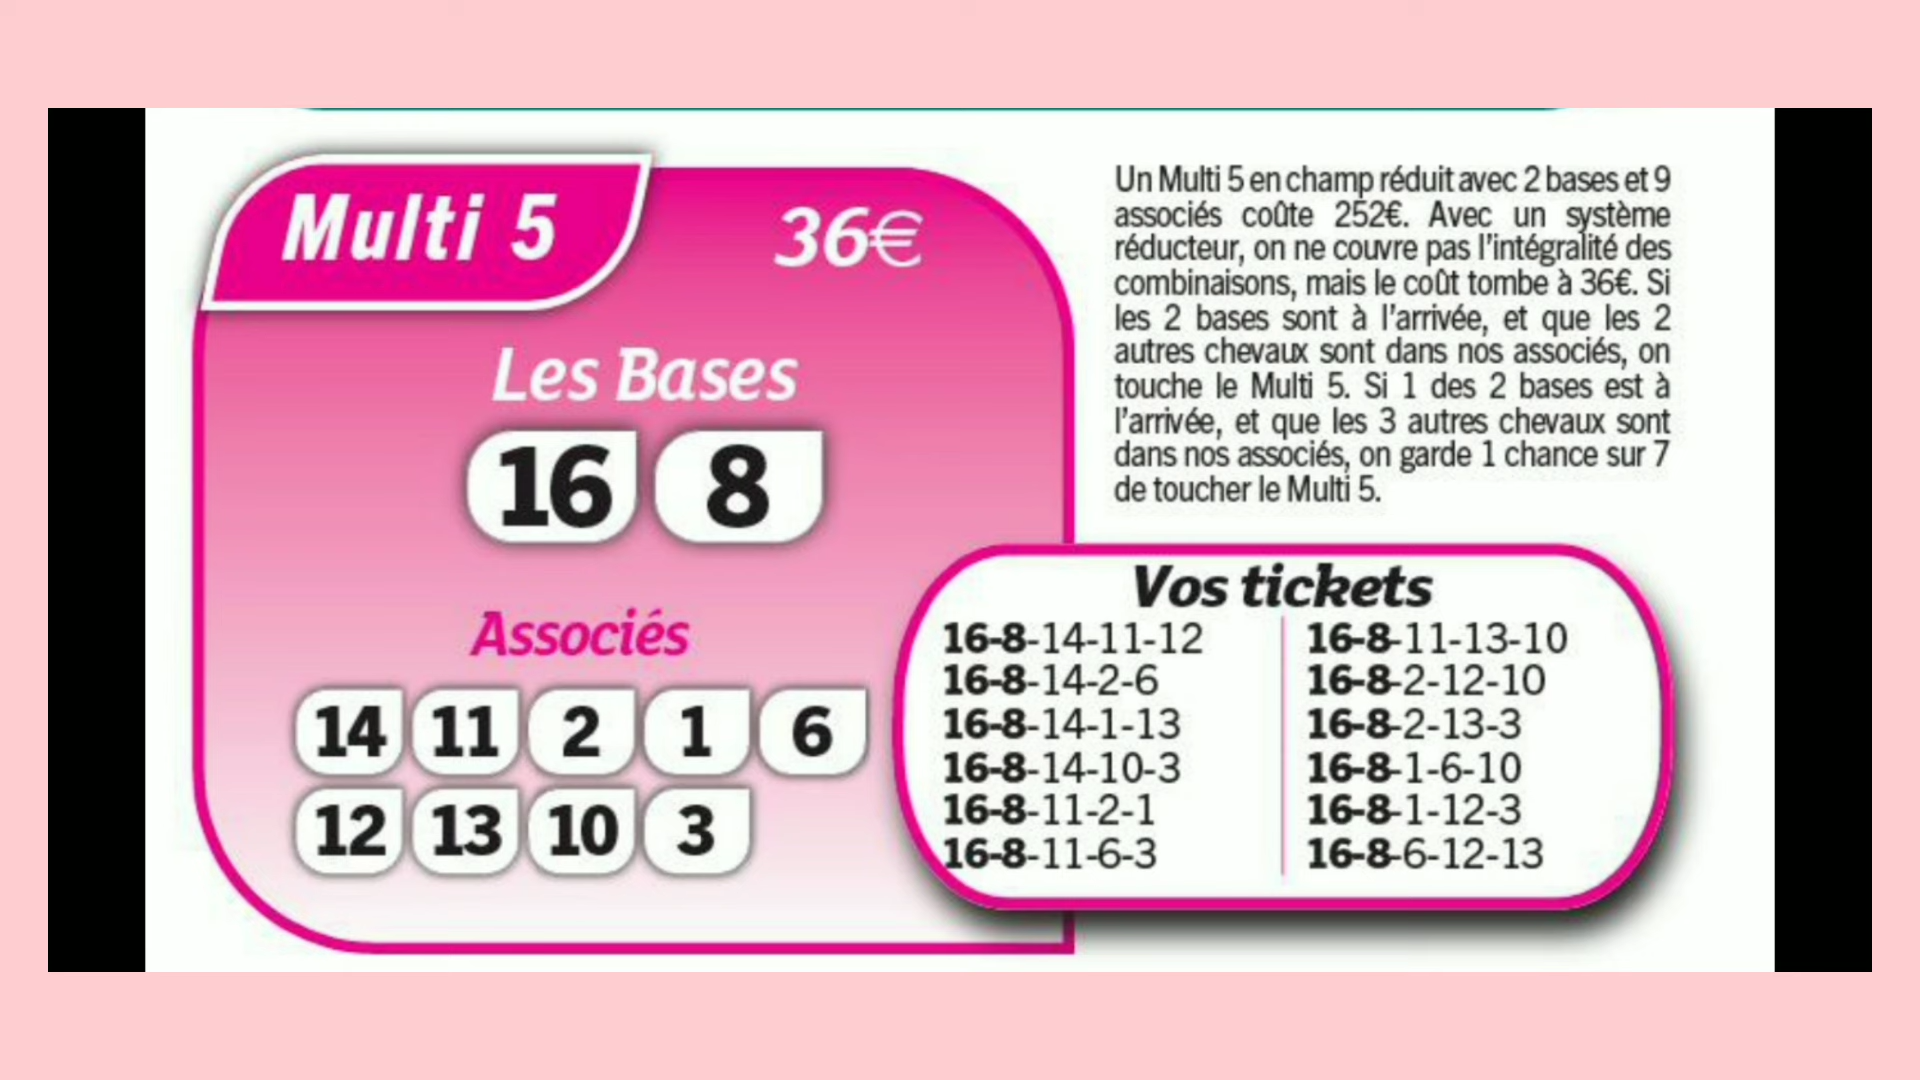 Multi 5
36€
Les Bases
16 8
Associés
14 11 2 1 6
12 13 10 3
Un Multi 5 en champ réduit avec 2 bases et 9
associés coûte 252€. Avec un système
réducteur, on ne couvre pas l'intégralité des
combinaisons, mais le coût tombe à 36€. Si
les 2 bases sont à l'arrivée, et que les 2
autres chevaux sont dans nos associés, on
touche le Multi 5. Si 1 des 2 bases est à
l'arrivée, et que les 3 autres chevaux sont
dans nos associés, on garde 1 chance sur 7
de toucher le Multi 5.
Vos tickets
16-8-14-11-12
16-8-14-2-6
16-8-14-1-13
16-8-14-10-3
16-8-11-2-1
16-8-11-6-3
16-8-11-13-10
16-8-2-12-10
16-8-2-13-3
16-8-1-6-10
16-8-1-12-3
16-8-6-12-13